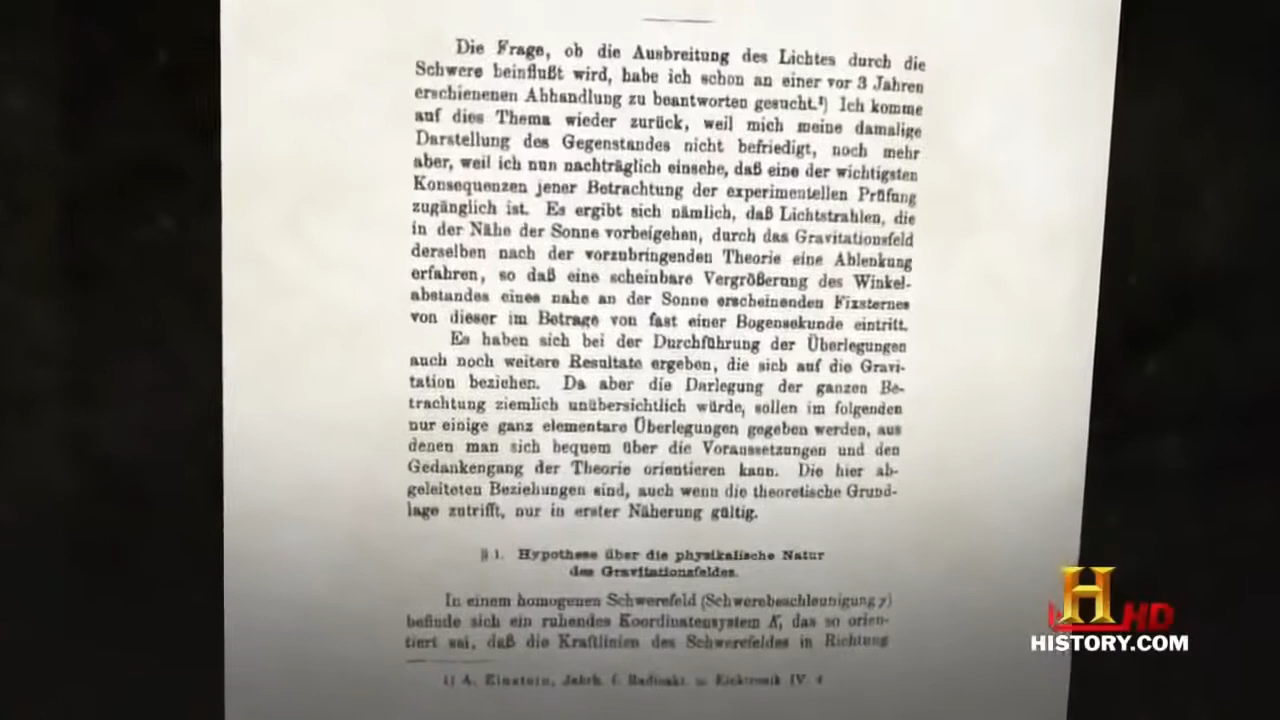 Die Frage, ob die Ausbreitung des Lichtes durch die
Schwere beinflußt wird, habe ich schon an einer vor 3 Jahren
erschienenen Abhandlung zu beantworten gesucht.¹) Ich komme
auf dies Thema wieder zurück, weil mich meine damalige
Darstellung des Gegenstandes nicht befriedigt, noch mehr
aber, weil ich nun nachträglich einsehe, daß eine der wichtigsten
Konsequenzen jener Betrachtung der experimentellen Prüfung
zugänglich ist. Es ergibt sich nämlich, daß Lichtstrahlen, die
in der Nähe der Sonne vorbeigehen, durch das Gravitationsfeld
derselben nach der vorzubringenden Theorie eine Ablenkung
erfahren, so daß eine scheinbare Vergrößerung des Winkel-
abstandes eines nahe an der Sonne erscheinenden Fixsternes
von dieser im Betrage von fast einer Bogensekunde eintritt.
Es haben sich bei der Durchführung der Überlegungen
auch noch weitere Resultate ergeben, die sich auf die Gravi-
tation beziehen. Da aber die Darlegung der ganzen Be-
trachtung ziemlich unübersichtlich würde, sollen im folgenden
nur einige ganz elementare Überlegungen gegeben werden, aus
denen man sich bequem über die Voraussetzungen und den
Gedankengang der Theorie orientieren kann. Die hier ab-
geleiteten Beziehungen sind, auch wenn die theoretische Grund-
lage zutrifft, nur in erster Näherung gültig.
§ 1. Hypothese über die physikalische Natur
des Gravitationsfeldes.
In einem homogenen Schwerefeld (Schwerebeschleunigung γ)
befinde sich ein ruhendes Koordinatensystem K, das so orien-
tiert sei, daß die Kraftlinien des Schwerefeldes in Richtung
1) A. Einstein, Jahrb. f. Radioakt. u. Elektronik IV. 4
H HD
HISTORY.COM